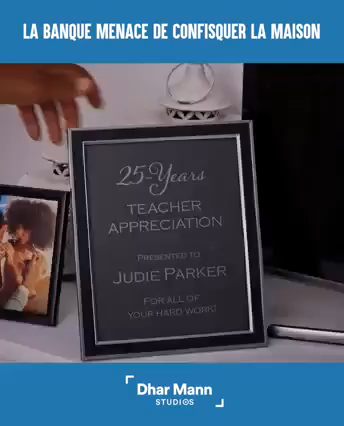 LA BANQUE MENACE DE CONFISQUER LA MAISON
25-Years
TEACHER
APPRECIATION
PRESENTED TO
JUDIE PARKER
FOR ALL OF
YOUR HARD WORK!
Dhar Mann
STUDIOS